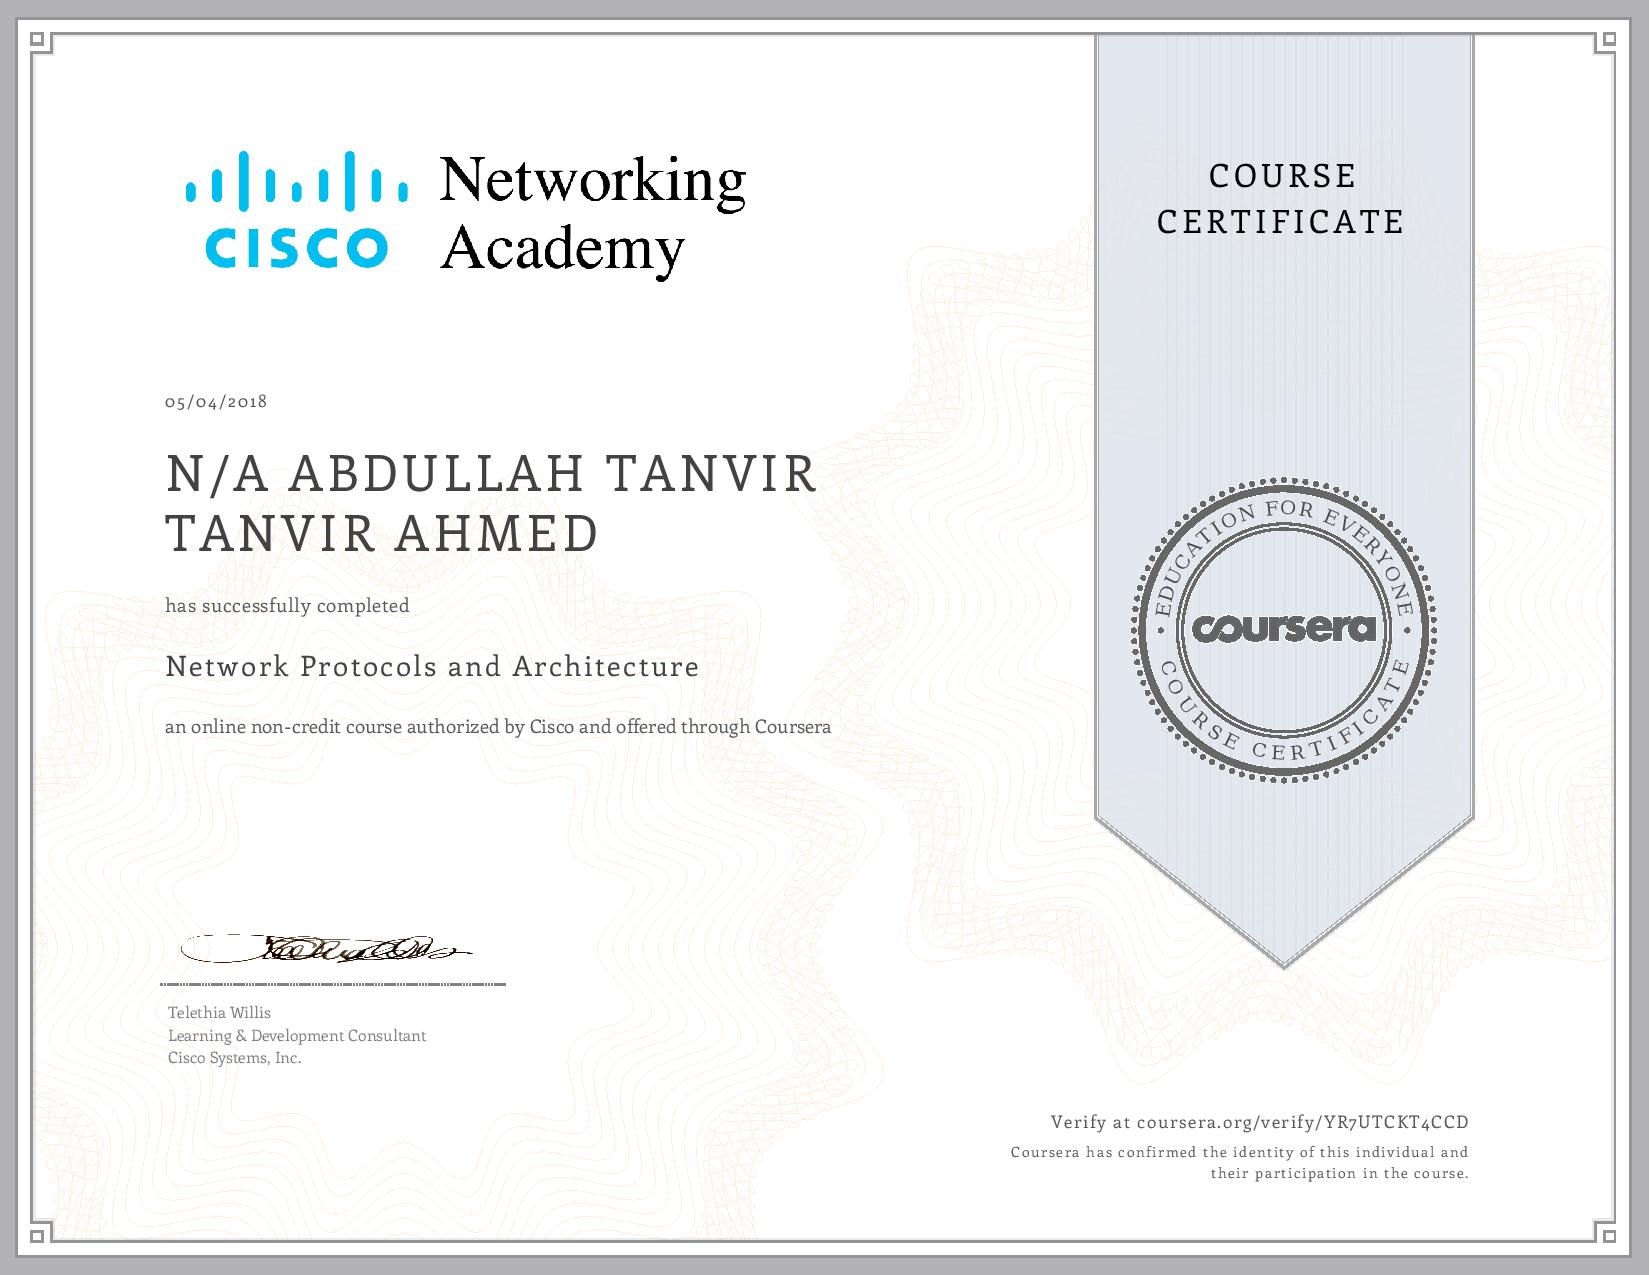 CISCO
Networking
Academy
COURSE
CERTIFICATE
05/04/2018
N/A ABDULLAH TANVIR
TANVIR AHMED
has successfully completed
Network Protocols and Architecture
an online non-credit course authorized by Cisco and offered through Coursera
EDUCATION FOR EVERYONE
coursera
COURSE CERTIFICATE
Telethia Willis
Learning & Development Consultant
Cisco Systems, Inc.
Verify at coursera.org/verify/YR7UTCKT4CCD
Coursera has confirmed the identity of this individual and
their participation in the course.